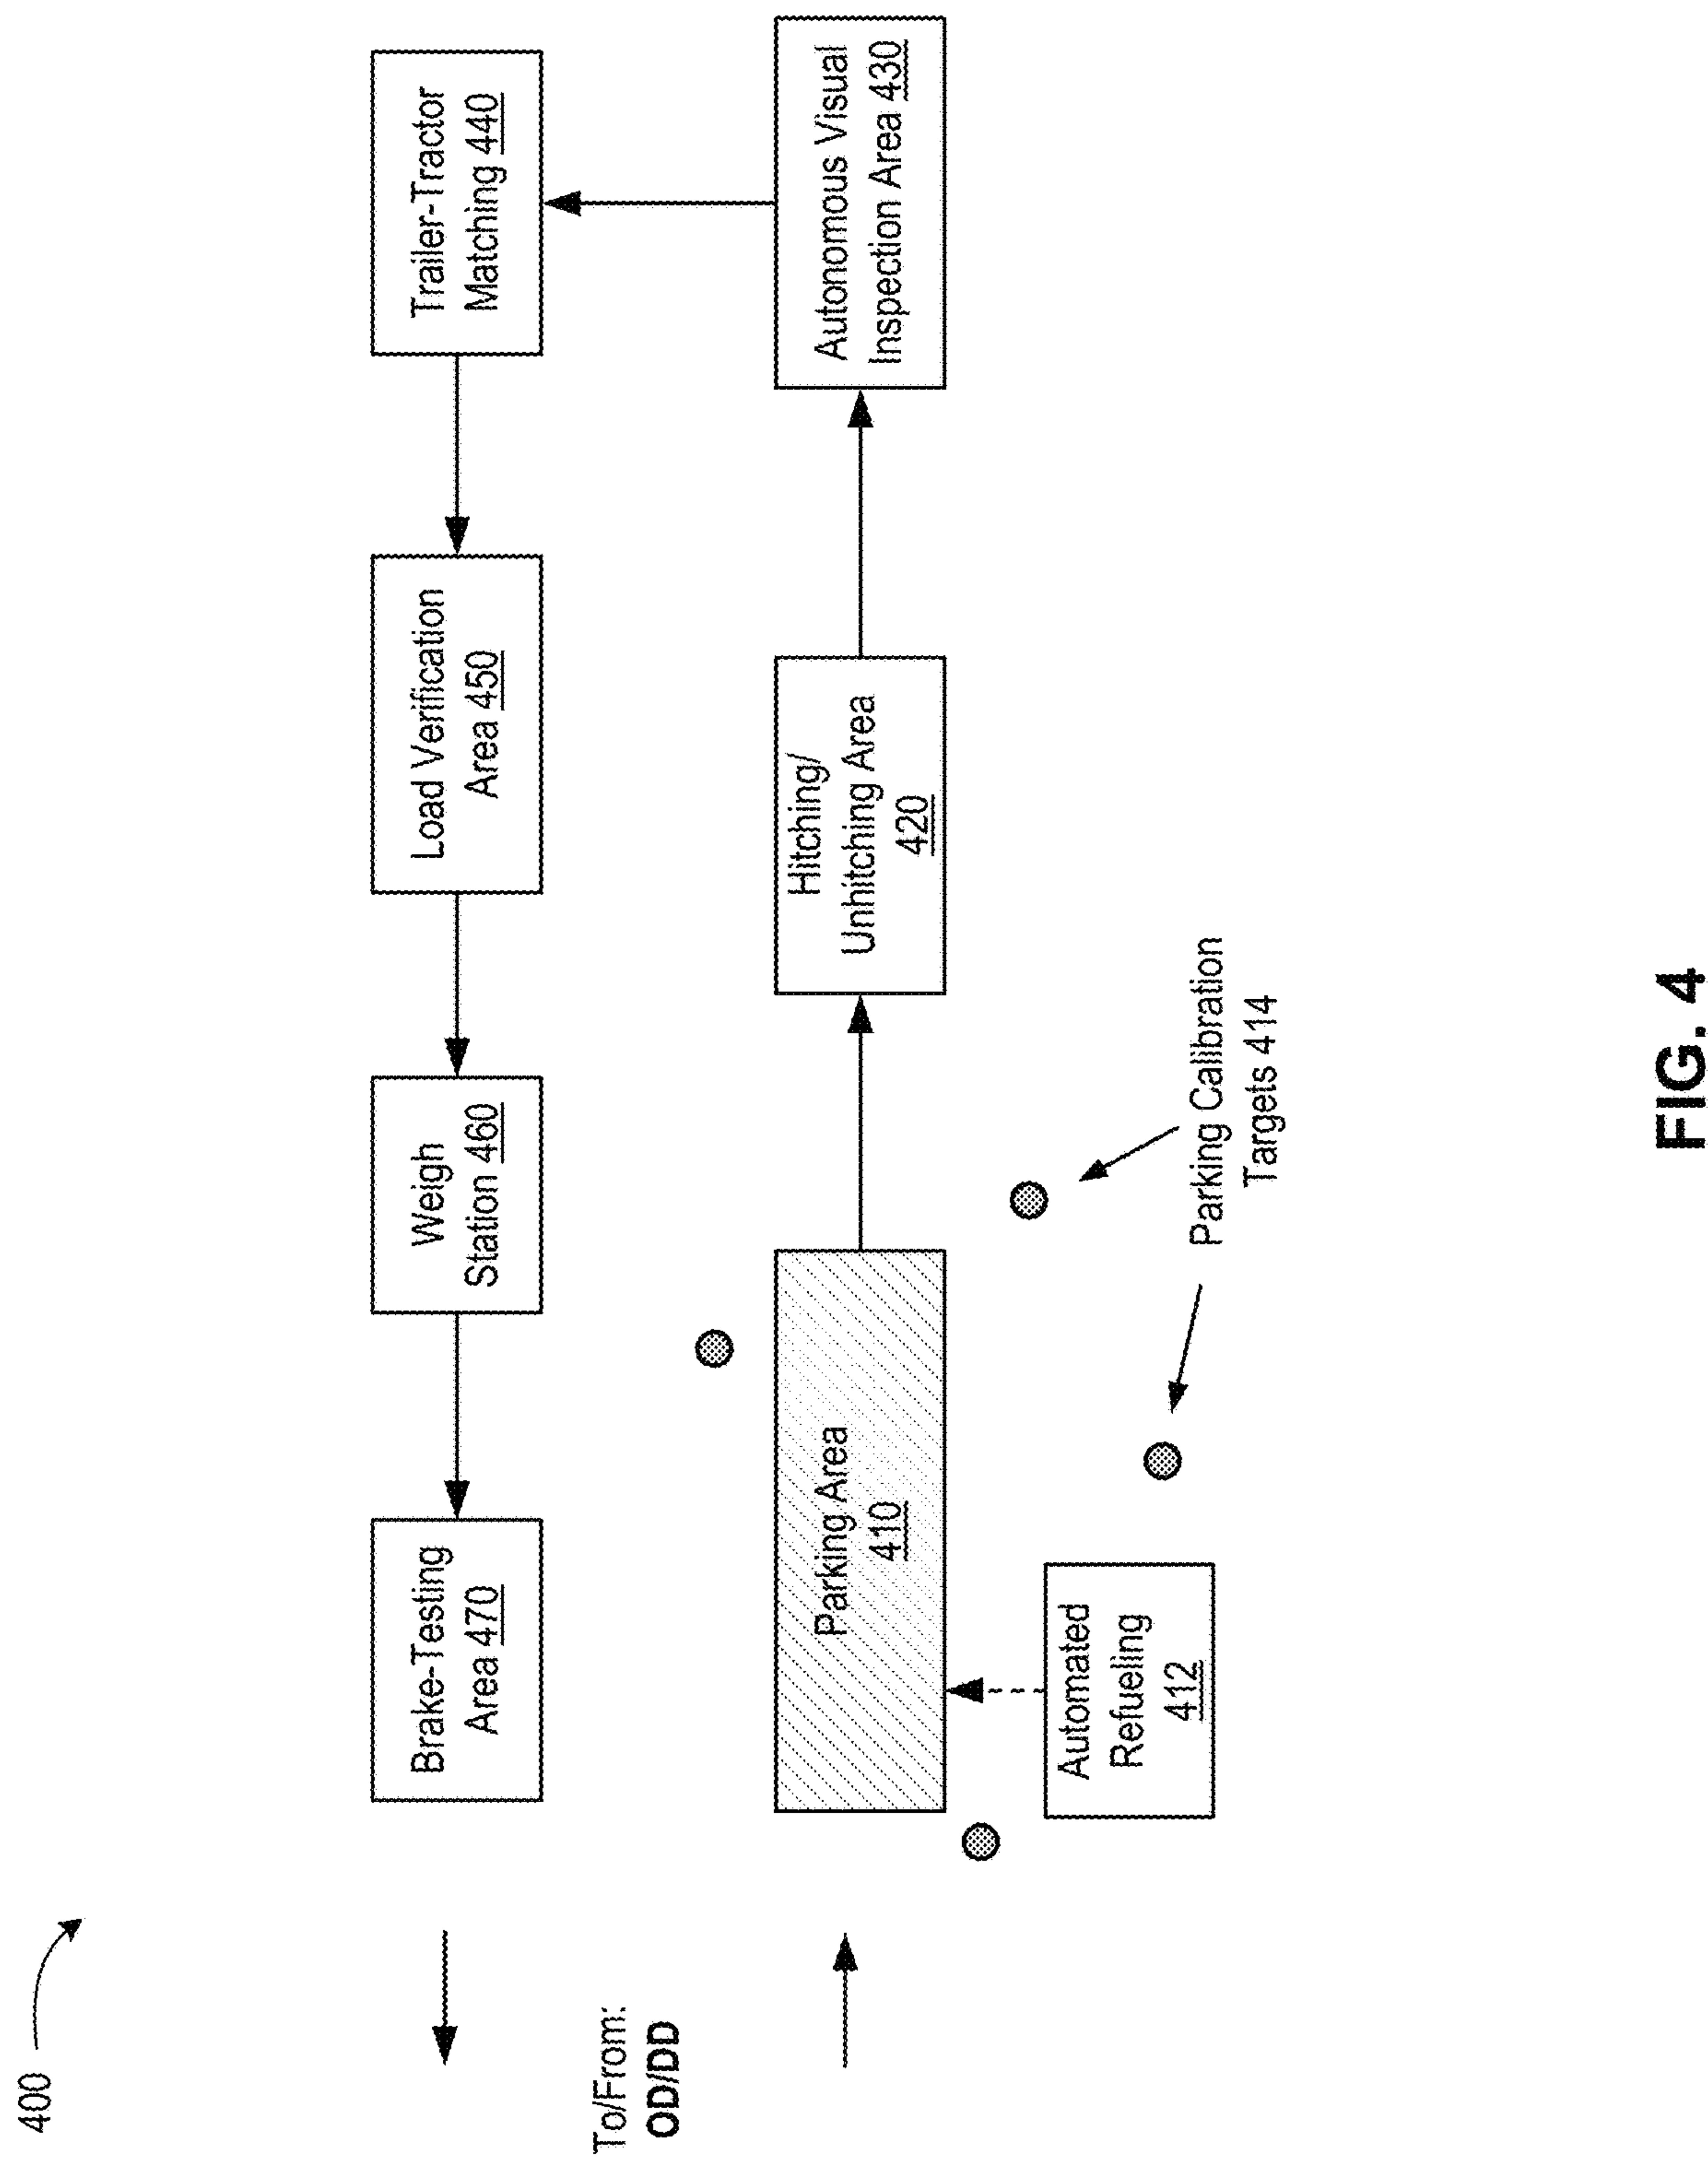 400
To/From:
OD/DD
Brake-Testing
Area 470
Weigh
Station 460
Load Verification
Area 450
Trailer-Tractor
Matching 440
Parking Area
410
Hitching/
Unhitching Area
420
Autonomous Visual
Inspection Area 430
Automated
Refueling
412
Parking Calibration
Targets 414
FIG. 4